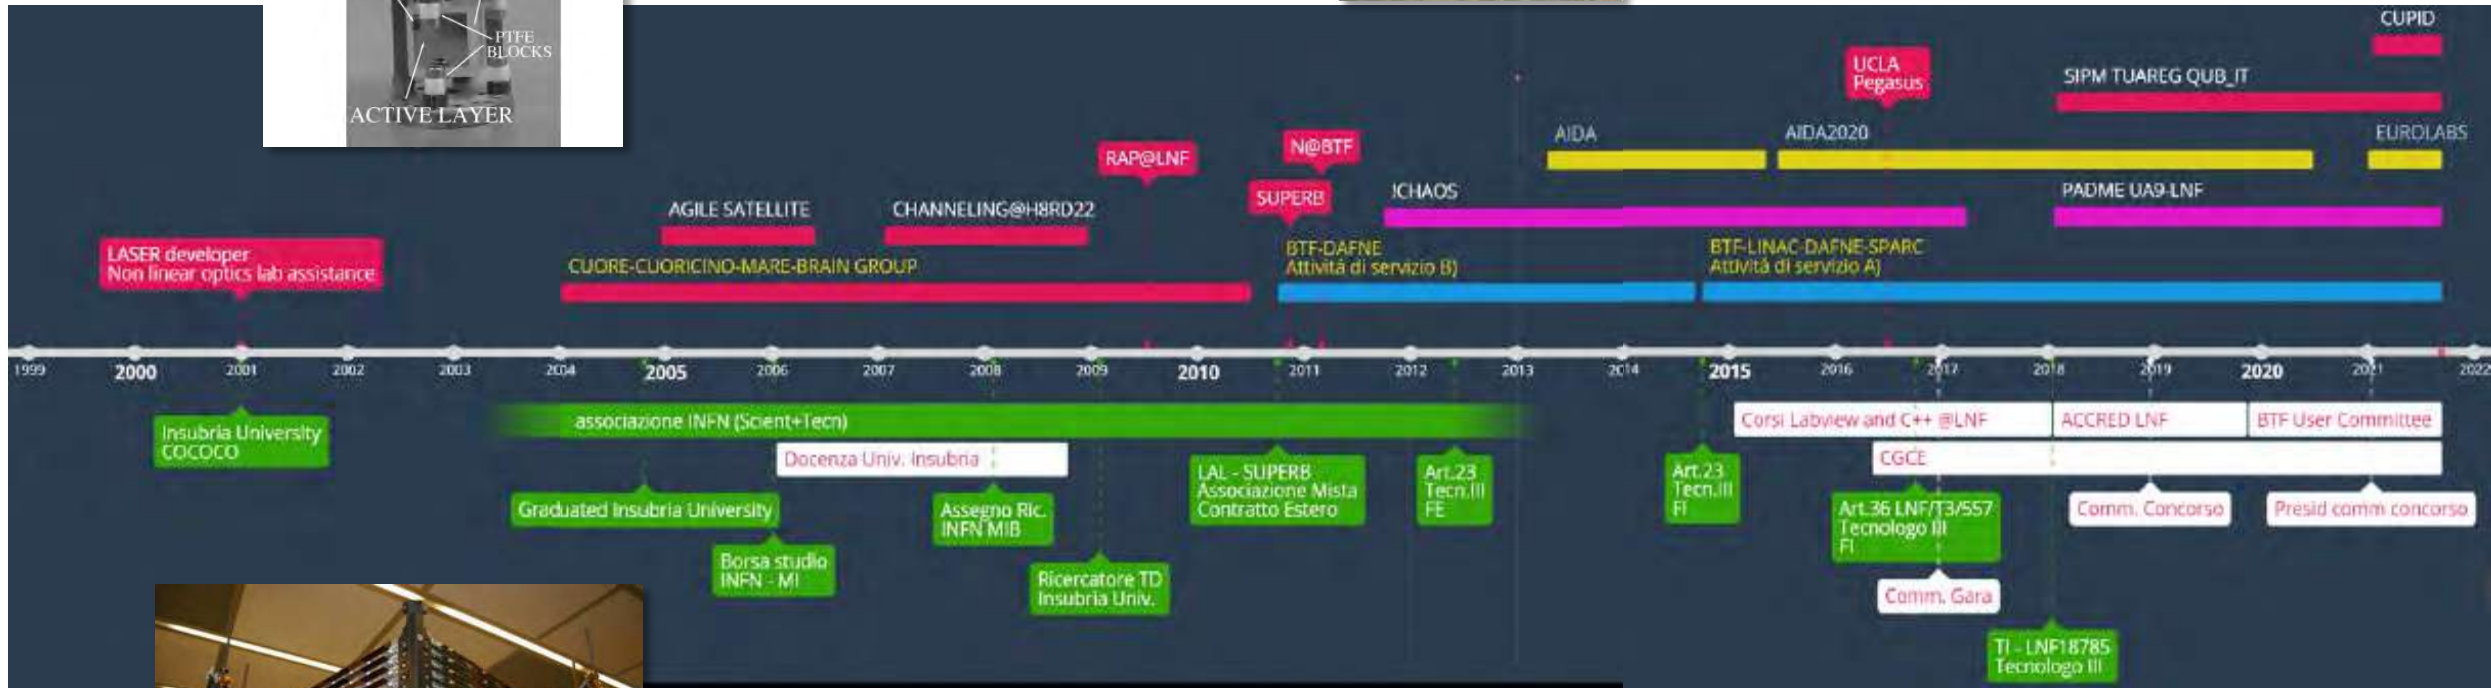 PTFE
BLOCKS
ACTIVE LAYER
CUPID
UCLA
Pegasus
SIPM TUAREG QUB_IT
AIDA
AIDA2020
EUROLABS
RAP@LNF
N@BTF
SUPERB
!CHAOS
PADME UA9-LNF
AGILE SATELLITE
CHANNELING@H8RD22
LASER developer
Non linear optics lab assistance
CUORE-CUORICINO-MARE-BRAIN GROUP
BTF-DAFNE
Attività di servizio B)
BTF-LINAC-DAFNE-SPARC
Attività di servizio A)
1999 2000 2001 2002 2003 2004 2005 2006 2007 2008 2009 2010 2011 2012 2013 2014 2015 2016 2017 2018 2019 2020 2021 2022
Insubria University
COCOCO
associazione INFN (Scient+Tecn)
Corsi Labview and C++ @LNF
ACCRED LNF
BTF User Committee
Docenza Univ. Insubria
CGCE
Graduated Insubria University
Assegno Ric.
INFN MIB
LAL - SUPERB
Associazione Mista
Contratto Estero
Art.23
Tecn.III
FE
Art.23
Tecn.III
FI
Art.36 LNF/T3/557
Tecnologo III
FI
Comm. Concorso
Presid comm concorso
Borsa studio
INFN - MI
Ricercatore TD
Insubria Univ.
Comm. Gara
TI - LNF18785
Tecnologo III